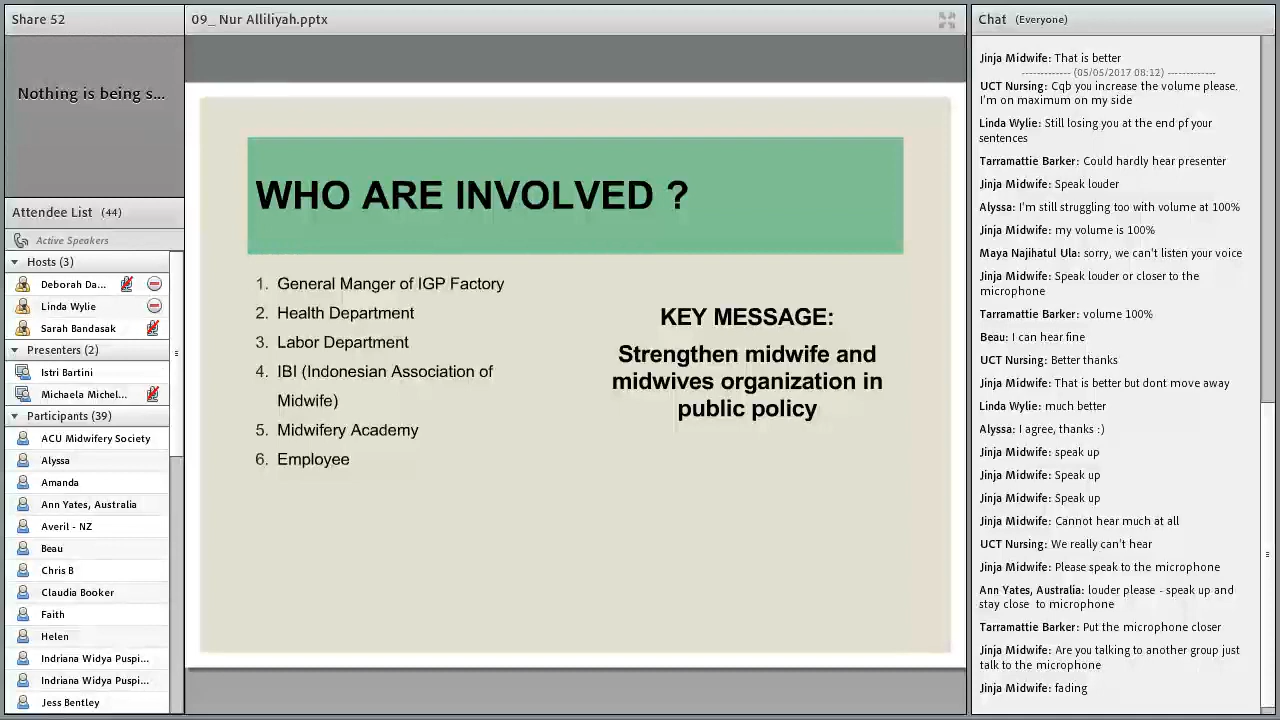 Share 52
Nothing is being s...
Attendee List (44)
Active Speakers
Hosts (3)
Deborah Da...
Linda Wylie
Sarah Bandasak
Presenters (2)
Istri Bartini
Michaela Michel...
Participants (39)
ACU Midwifery Society
Alyssa
Amanda
Ann Yates, Australia
Averil - NZ
Beau
Chris B
Claudia Booker
Faith
Helen
Indriana Widya Puspi...
Indriana Widya Puspi...
Jess Bentley
09_ Nur Alliliyah.pptx
WHO ARE INVOLVED ?
1. General Manger of IGP Factory
2. Health Department
3. Labor Department
4. IBI (Indonesian Association of
Midwife)
5. Midwifery Academy
6. Employee
KEY MESSAGE:
Strengthen midwife and
midwives organization in
public policy
Chat (Everyone)
Jinja Midwife: That is better
------------- (05/05/2017 08:12) -------------
UCT Nursing: Cqb you increase the volume please.
I'm on maximum on my side
Linda Wylie: Still losing you at the end pf your
sentences
Tarramattie Barker: Could hardly hear presenter
Jinja Midwife: Speak louder
Alyssa: I'm still struggling too with volume at 100%
Jinja Midwife: my volume is 100%
Maya Najihatul Ula: sorry, we can't listen your voice
Jinja Midwife: Speak louder or closer to the
microphone
Tarramattie Barker: volume 100%
Beau: I can hear fine
UCT Nursing: Better thanks
Jinja Midwife: That is better but dont move away
Linda Wylie: much better
Alyssa: I agree, thanks :)
Jinja Midwife: speak up
Jinja Midwife: Speak up
Jinja Midwife: Speak up
Jinja Midwife: Cannot hear much at all
UCT Nursing: We really can't hear
Jinja Midwife: Please speak to the microphone
Ann Yates, Australia: louder please - speak up and
stay close to microphone
Tarramattie Barker: Put the microphone closer
Jinja Midwife: Are you talking to another group just
talk to the microphone
Jinja Midwife: fading